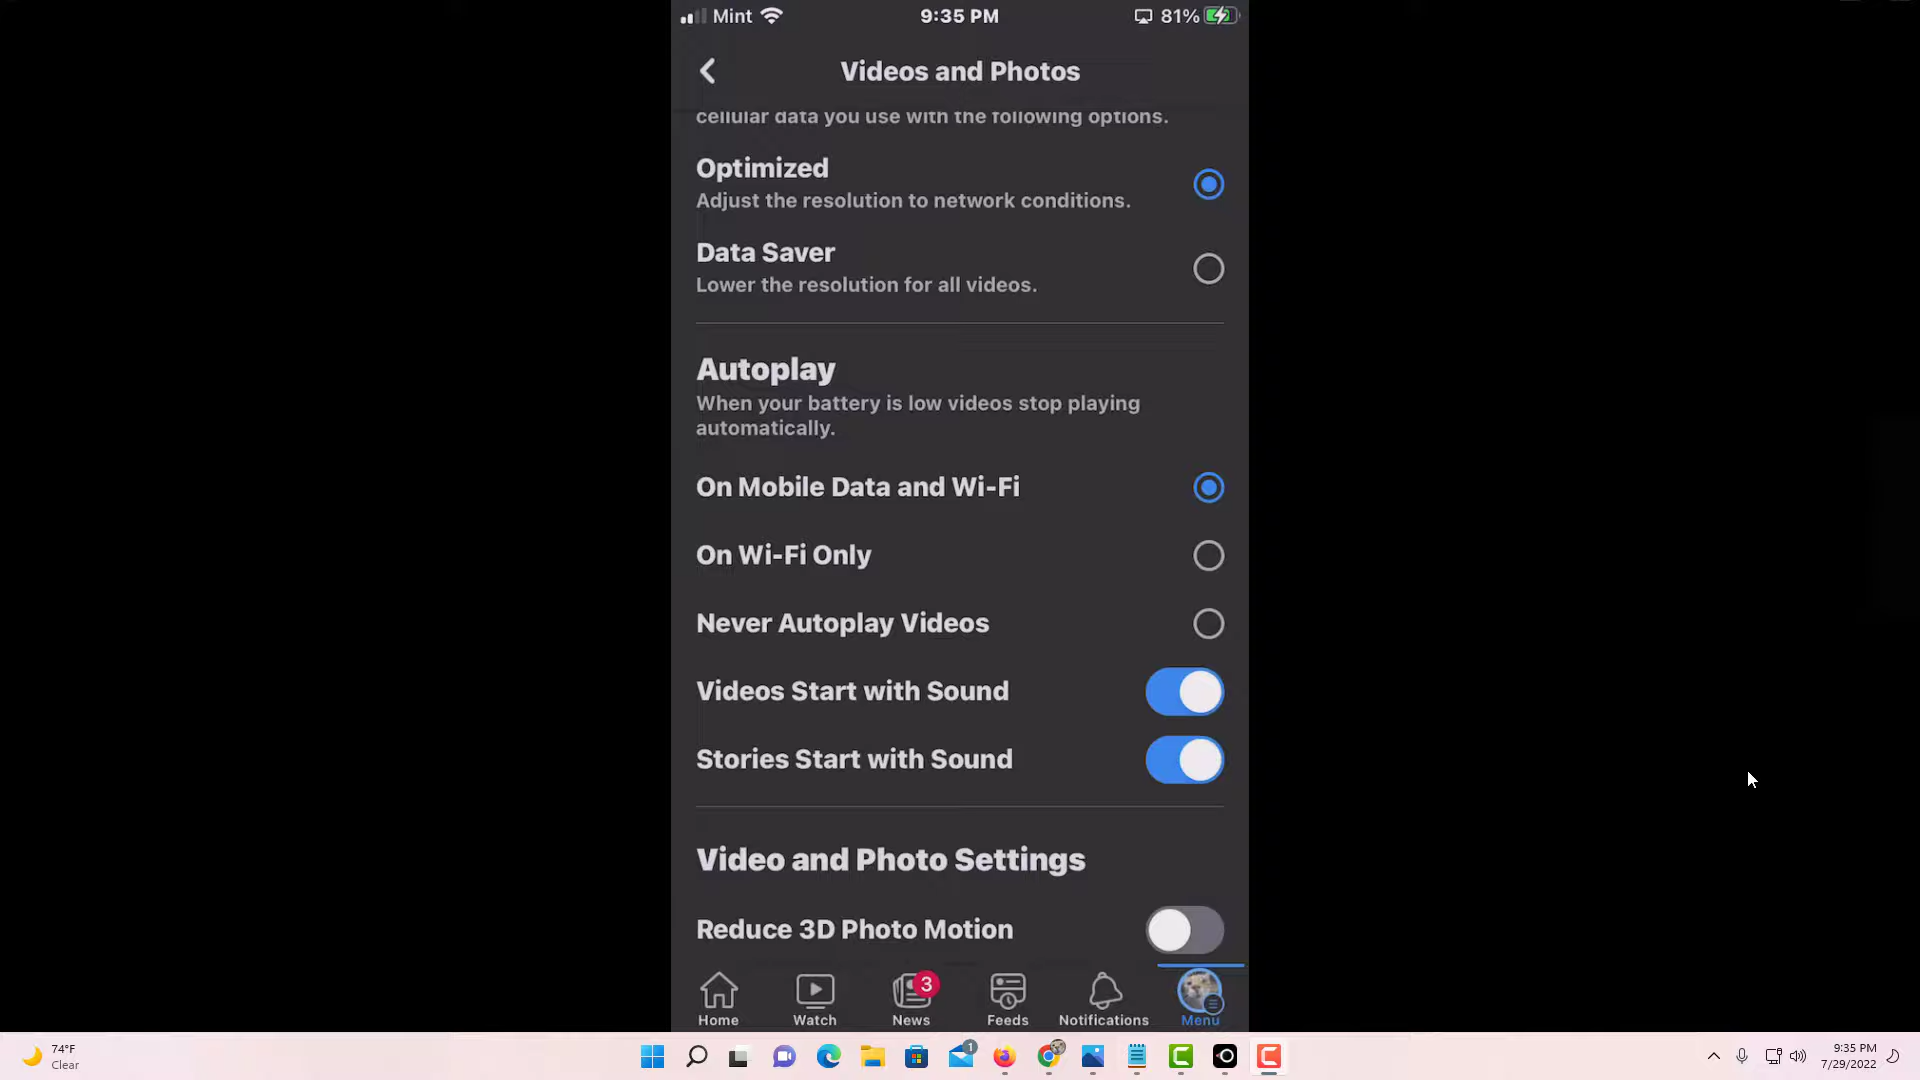 Mint 9:35 PM 81%
Videos and Photos
cellular data you use with the following options.
Optimized
Adjust the resolution to network conditions.
Data Saver
Lower the resolution for all videos.
Autoplay
When your battery is low videos stop playing
automatically.
On Mobile Data and Wi-Fi
On Wi-Fi Only
Never Autoplay Videos
Videos Start with Sound
Stories Start with Sound
Video and Photo Settings
Reduce 3D Photo Motion
3
Home Watch News Feeds Notifications Menu
74°F
Clear
1
9:35 PM
7/29/2022